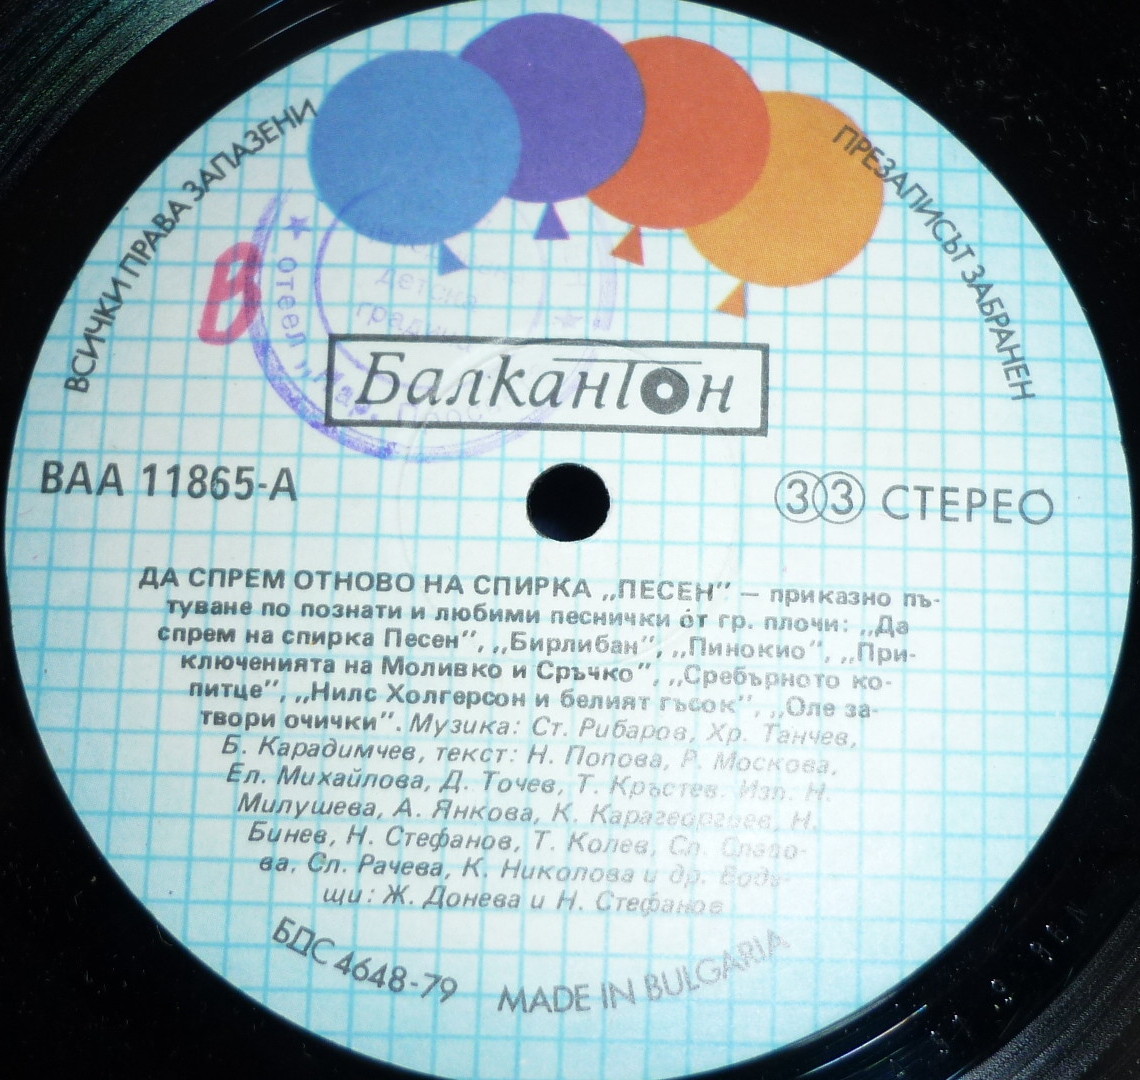 ВСИЧКИ ПРАВА ЗАПАЗЕНИ
ПРЕЗАПИСЪТ ЗАБРАНЕН
В
★ отеел „Мар.
детска
градина
Балкантон
ВАА 11865-А
33 СТЕРЕО
ДА СПРЕМ ОТНОВО НА СПИРКА „ПЕСЕН” — приказно пъ-
туване по познати и любими песнички от гр. плочи: „Да
спрем на спирка Песен”, „Бирлибан”, „Пинокио”, „При-
ключенията на Моливко и Сръчко”, „Сребърното ко-
питце”, „Нилс Холгерсон и белият гъсок”, „Оле за-
твори очички”. Музика: Ст. Рибаров, Хр. Танчев,
Б. Карадимчев, текст: Н. Попова, Р. Москова,
Ел. Михайлова, Д. Точев, Т. Кръстев. Изп. Н.
Милушева, А. Янкова, К. Карагеоргиев, Н.
Бинев, Н. Стефанов, Т. Колев, Сл. Славо-
ва, Сл. Рачева, К. Николова и др. Водe-
щи: Ж. Донева и Н. Стефанов
БДС 4648-79
MADE IN BULGARIA